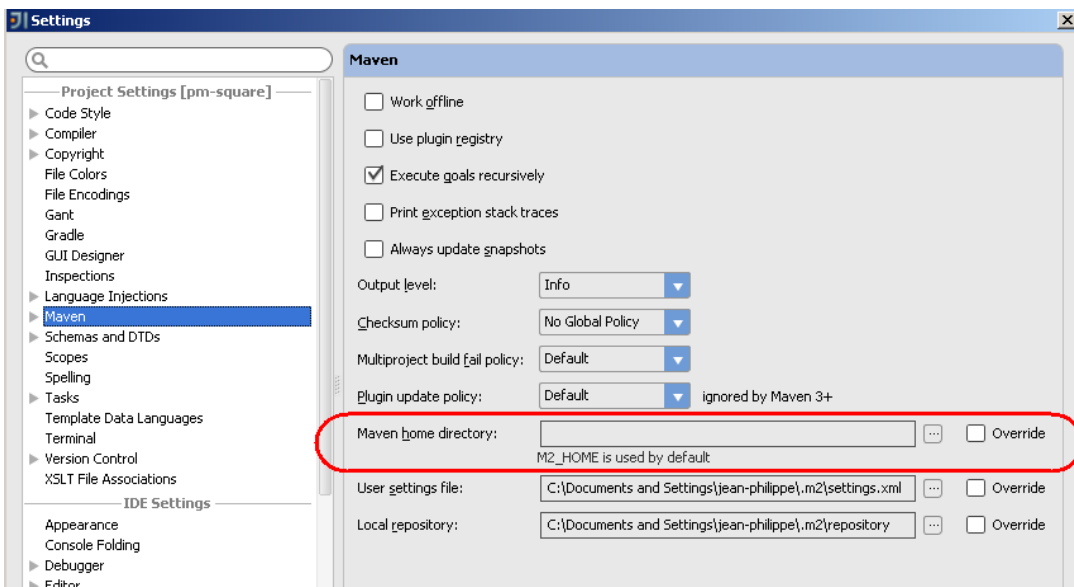 Settings
Project Settings [pm-square]
Code Style
Compiler
Copyright
File Colors
File Encodings
Gant
Gradle
GUI Designer
Inspections
Language Injections
Maven
Schemas and DTDs
Scopes
Spelling
Tasks
Template Data Languages
Terminal
Version Control
XSLT File Associations
IDE Settings
Appearance
Console Folding
Debugger
Editor
Maven
Work offline
Use plugin registry
Execute goals recursively
Print exception stack traces
Always update snapshots
Output level: Info
Checksum policy: No Global Policy
Multiproject build fail policy: Default
Plugin update policy: Default ignored by Maven 3+
Maven home directory: ... Override
M2_HOME is used by default
User settings file: C:\Documents and Settings\jean-philippe\.m2\settings.xml ... Override
Local repository: C:\Documents and Settings\jean-philippe\.m2\repository ... Override